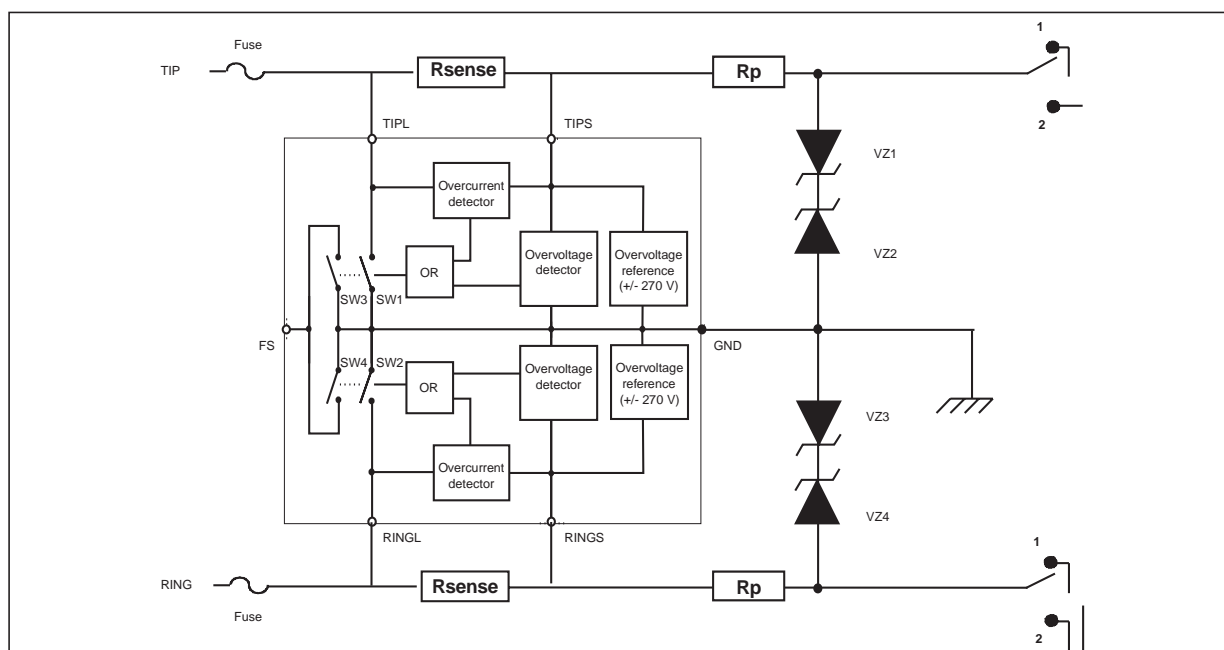 1
Fuse
TIP
Rsense
Rp
2
TIPL
TIPS
VZ1
Overcurrent
detector
Overvoltage
detector
Overvoltage
reference
(+/- 270 V)
OR
VZ2
SW3
SW1
FS
GND
SW4
SW2
OR
Overvoltage
detector
Overvoltage
reference
(+/- 270 V)
VZ3
Overcurrent
detector
VZ4
RINGL
RINGS
1
RING
Rsense
Rp
Fuse
2